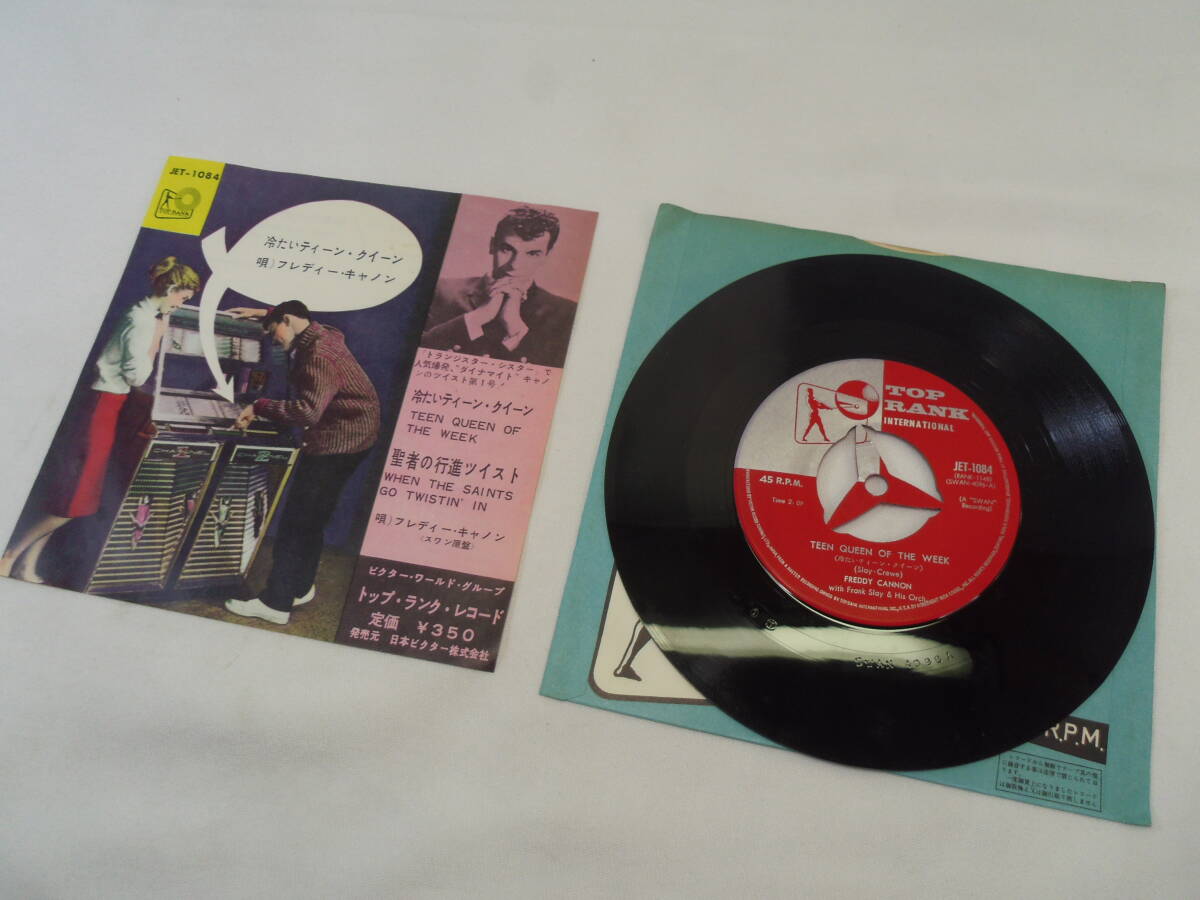 JET-1084
TOP RANK
冷たいティーン・クイーン
唄)フレディー・キャノン
「トランジスター・シスター」で
人気爆発、"ダイナマイト"キャノ
ンのツイスト第1号!
冷たいティーン・クイーン
TEEN QUEEN OF
THE WEEK
聖者の行進ツイスト
WHEN THE SAINTS
GO TWISTIN' IN
唄)フレディー・キャノン
〈スワン原盤〉
ビクター・ワールド・グループ
トップ・ランク・レコード
定価 ¥350
発売元 日本ビクター株式会社
TOP
RANK
INTERNATIONAL
45 R.P.M.
JET-1084
(RANK-1148)
(SWAN-4096-A)
Time 2.09
(A "SWAN"
Recording)
TEEN QUEEN OF THE WEEK
(冷たいティーン・クイーン)
(Slay-Crewe)
FREDDY CANNON
with Frank Slay & His Orch.
R.P.M.